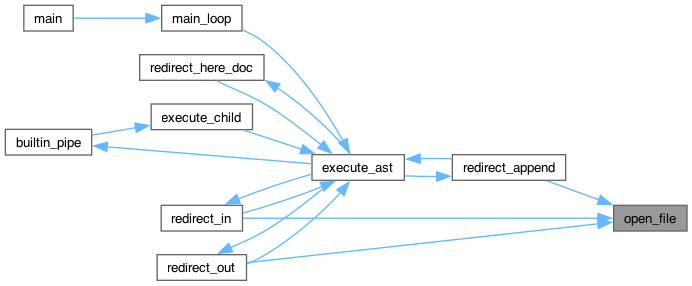 main
main_loop
redirect_here_doc
execute_child
builtin_pipe
execute_ast
redirect_append
redirect_in
open_file
redirect_out